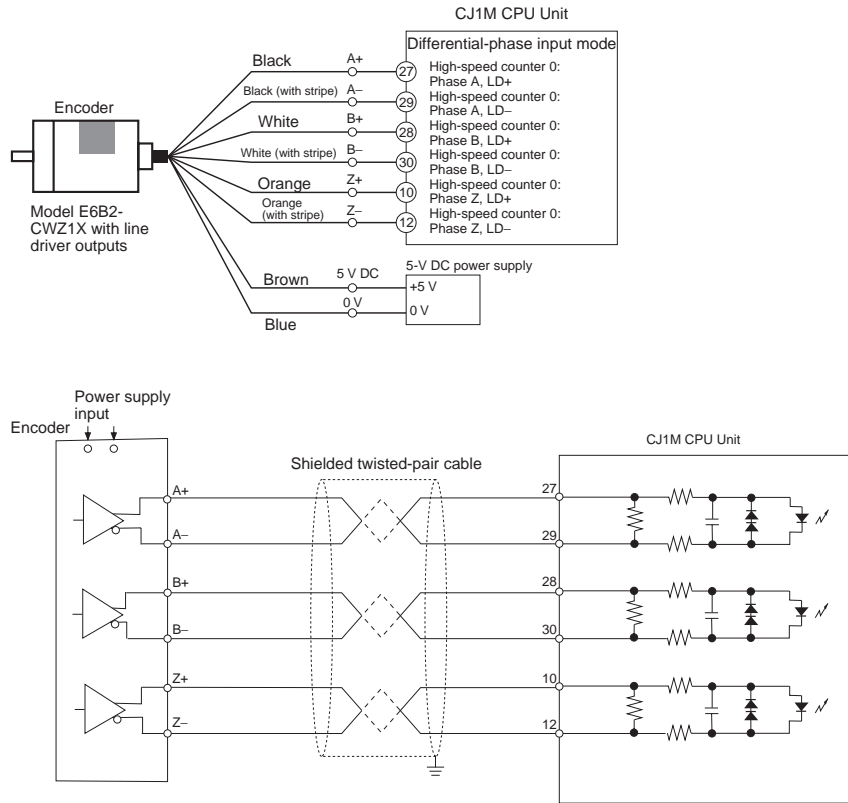 CJ1M CPU Unit
Differential-phase input mode
Encoder
Model E6B2-
CWZ1X with line
driver outputs
Black
A+
27
High-speed counter 0:
Phase A, LD+
Black (with stripe)
A−
29
High-speed counter 0:
Phase A, LD−
White
B+
28
High-speed counter 0:
Phase B, LD+
White (with stripe)
B−
30
High-speed counter 0:
Phase B, LD−
Orange
Z+
10
High-speed counter 0:
Phase Z, LD+
Orange
(with stripe)
Z−
12
High-speed counter 0:
Phase Z, LD−
5-V DC power supply
Brown
5 V DC
+5 V
Blue
0 V
0 V
Power supply
input
Encoder
Shielded twisted-pair cable
CJ1M CPU Unit
A+
27
A−
29
B+
28
B−
30
Z+
10
Z−
12